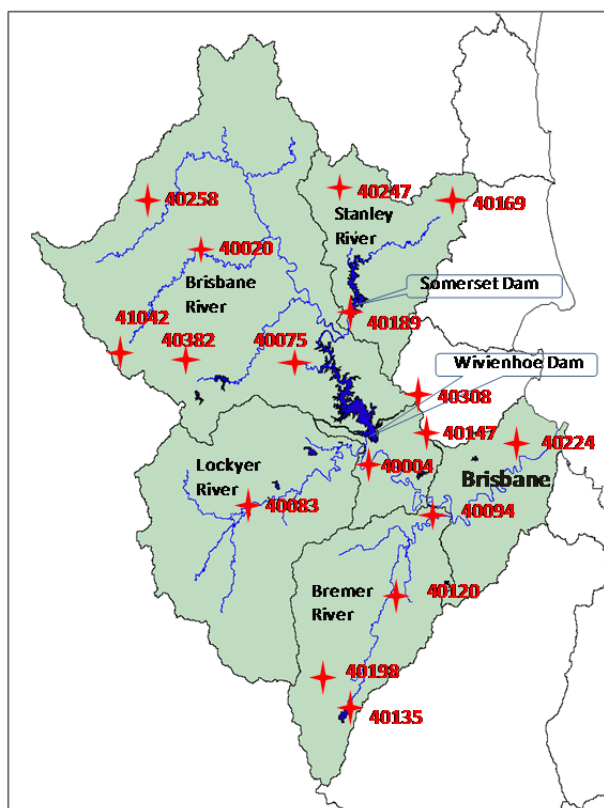 40258
40247
40169
Stanley
River
40020
Brisbane
River
Somerset Dam
41042
40382
40075
40189
Wivienhoe Dam
40308
40147
40224
Lockyer
River
40004
Brisbane
40083
40094
Bremer
River
40120
40198
40135